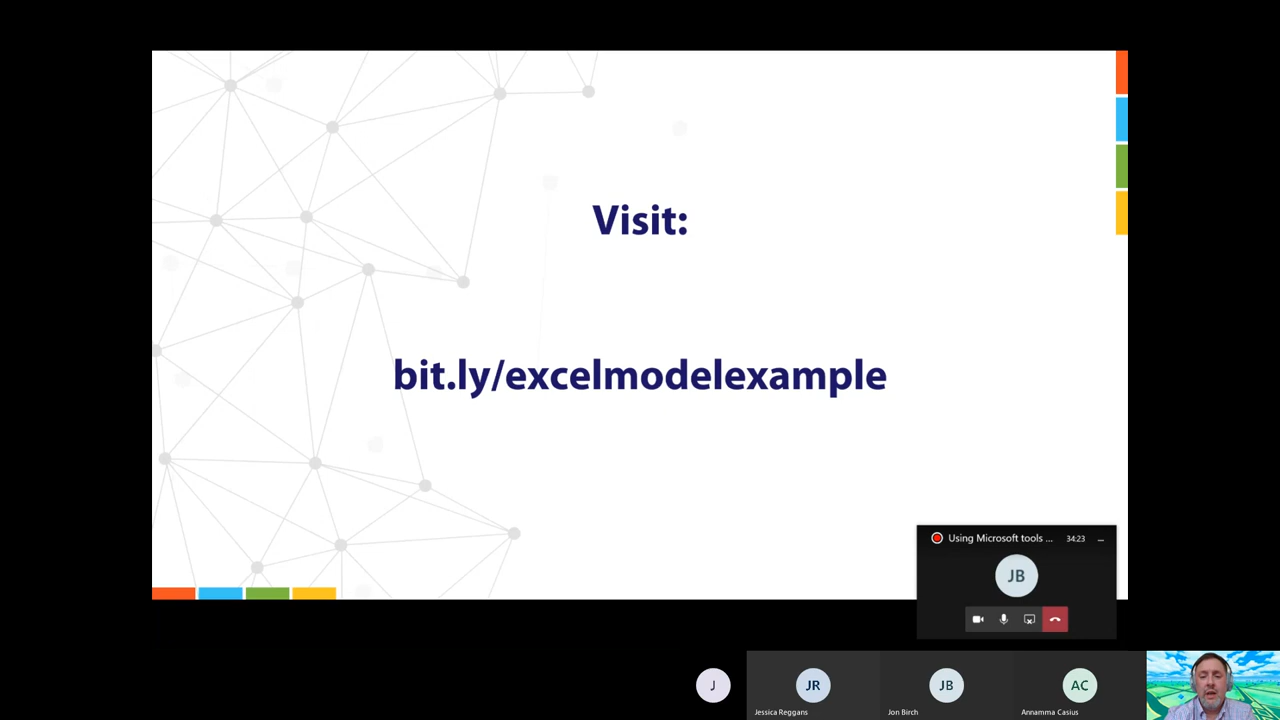 Visit:
bit.ly/excelmodelexample
Using Microsoft tools ... 34:23
JB
J
JR
JB
AC
Jessica Reggans
Jon Birch
Annamma Casius